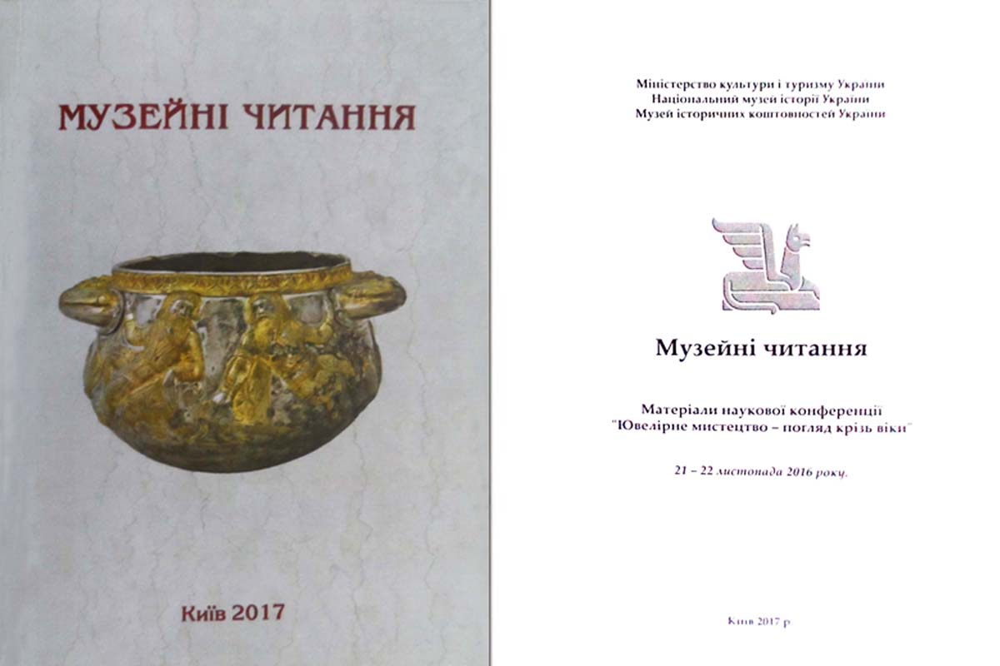 МУЗЕЙНІ ЧИТАННЯ
Київ 2017
Міністерство культури і туризму України
Національний музей історії України
Музей історичних коштовностей України
Музейні читання
Матеріали наукової конференції
"Ювелірне мистецтво – погляд крізь віки"
21 – 22 листопада 2016 року.
Київ 2017 р